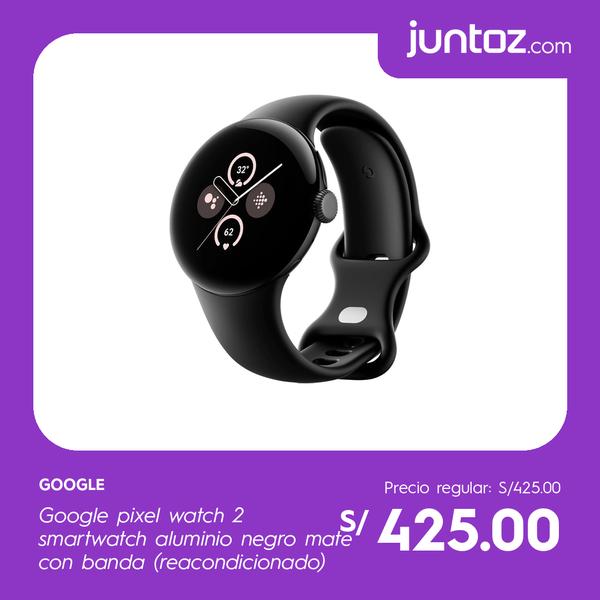 juntoz.com
32°
62
GOOGLE
Precio regular: S/425.00
Google pixel watch 2
smartwatch aluminio negro mate
con banda (reacondicionado)
S/ 425.00